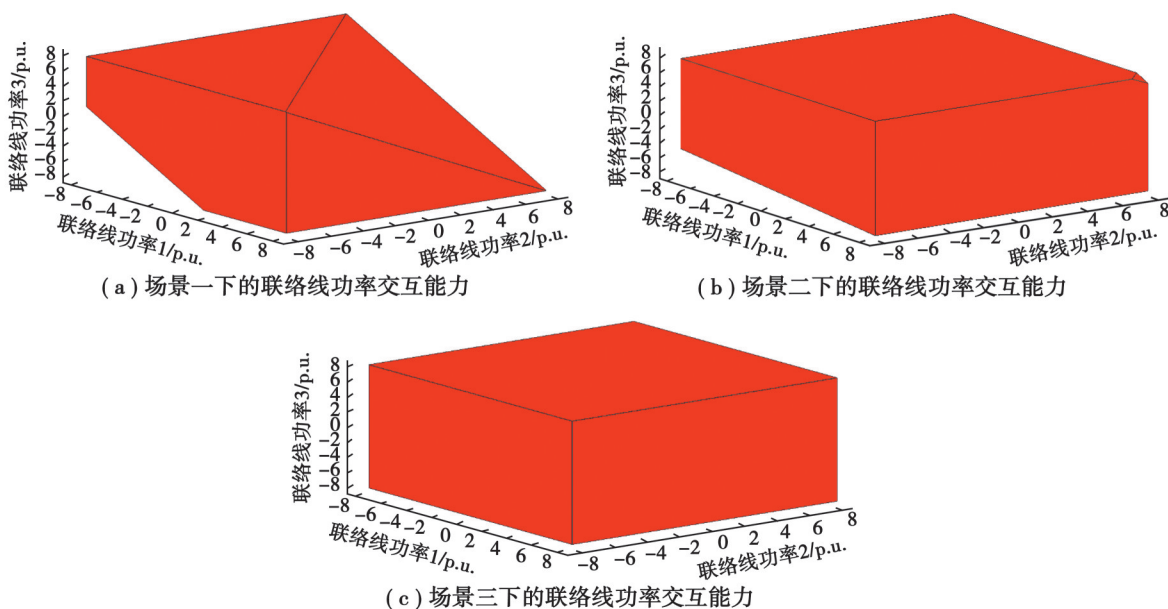 联络线功率3/p.u.
8
6
4
2
0
−2
−4
−6
−8
−8 −6 −4 −2 0 2 4 6 8
联络线功率1/p.u.
−8 −6 −4 −2 0 2 4 6 8
联络线功率2/p.u.
(a)场景一下的联络线功率交互能力
联络线功率3/p.u.
8
6
4
2
0
−2
−4
−6
−8
−8 −6 −4 −2 0 2 4 6 8
联络线功率1/p.u.
−8 −6 −4 −2 0 2 4 6 8
联络线功率2/p.u.
(b)场景二下的联络线功率交互能力
联络线功率3/p.u.
8
6
4
2
0
−2
−4
−6
−8
−8 −6 −4 −2 0 2 4 6 8
联络线功率1/p.u.
−8 −6 −4 −2 0 2 4 6 8
联络线功率2/p.u.
(c)场景三下的联络线功率交互能力